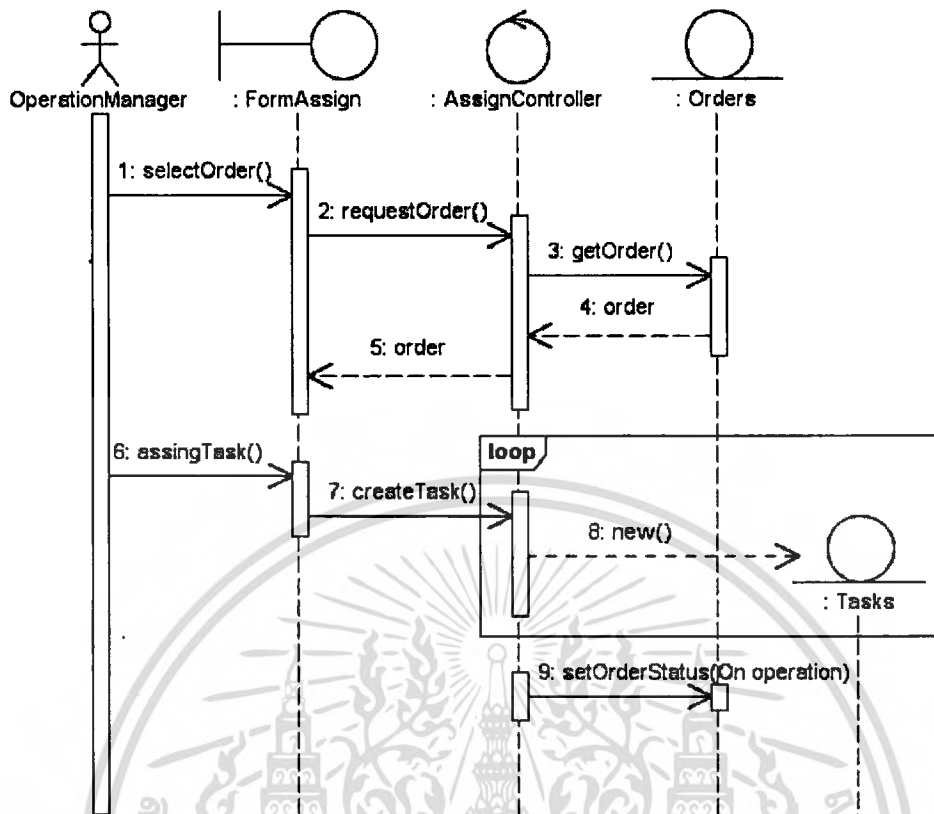 OperationManager
: FormAssign
: AssignController
: Orders
1: selectOrder()
2: requestOrder()
3: getOrder()
4: order
5: order
6: assingTask()
loop
7: createTask()
8: new()
: Tasks
9: setOrderStatus(On operation)